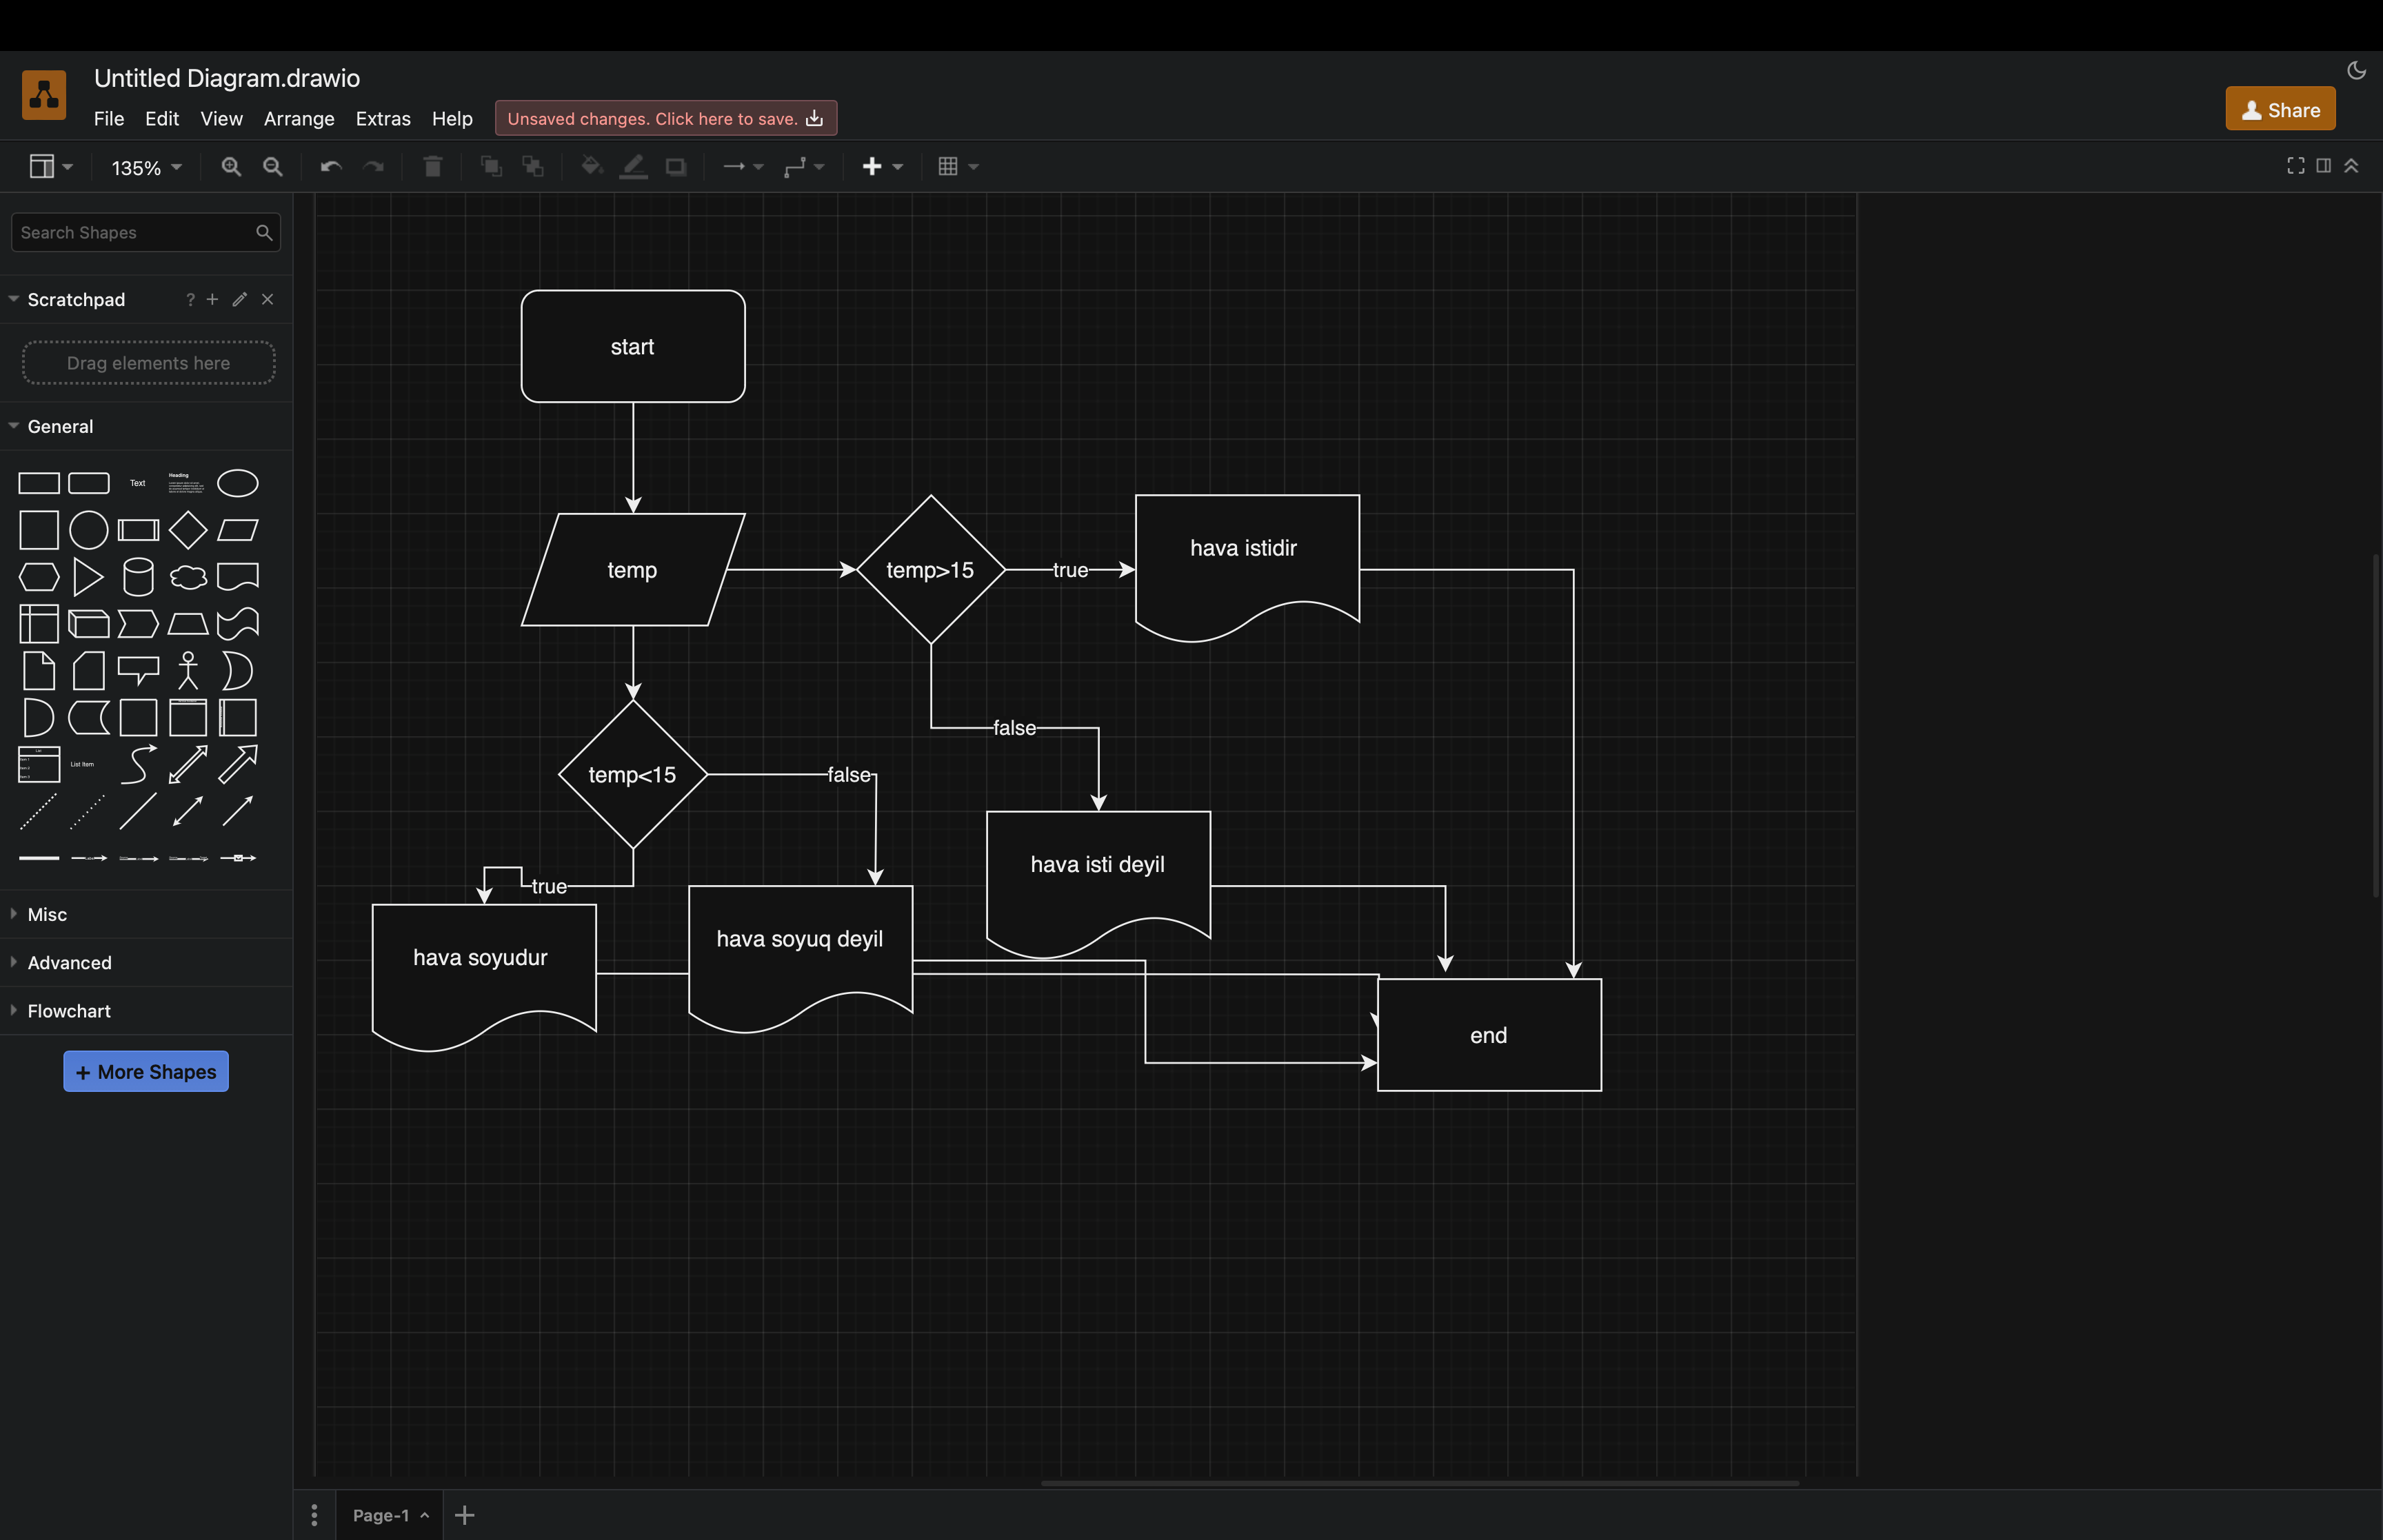 Untitled Diagram.drawio
File Edit View Arrange Extras Help Unsaved changes. Click here to save.
Share
135%
Search Shapes
Scratchpad ?
Drag elements here
General
Text
Heading
List Item
Misc
Advanced
Flowchart
+ More Shapes
start
temp
temp>15
true
hava istidir
false
temp<15
false
hava isti deyil
true
hava soyudur
hava soyuq deyil
end
Page-1